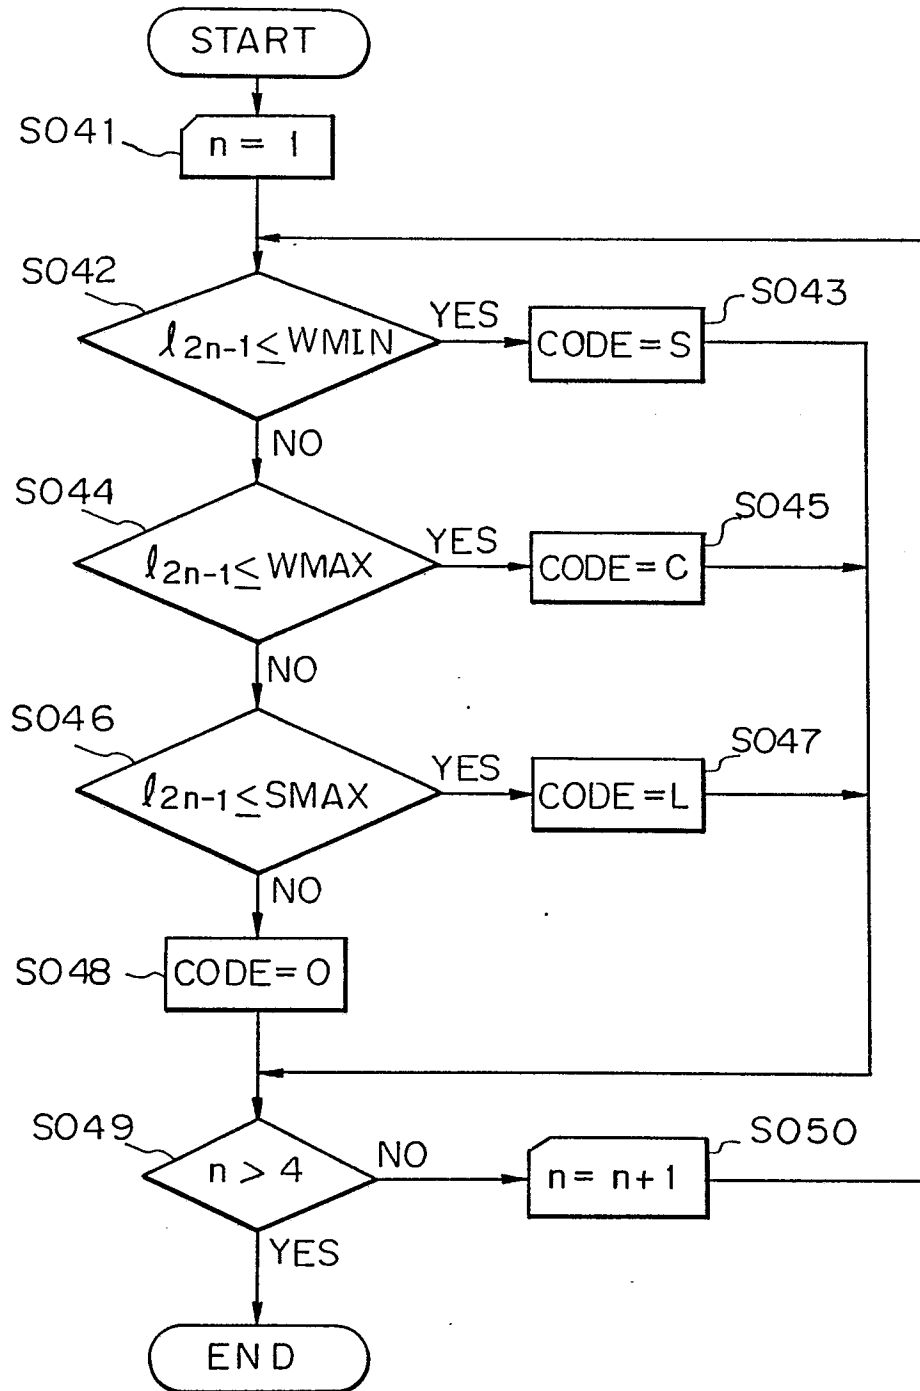 START
S041
n = 1
S042
ℓ2n-1 ≤ WMIN
YES
S043
CODE = S
NO
S044
ℓ2n-1 ≤ WMAX
YES
S045
CODE = C
NO
S046
ℓ2n-1 ≤ SMAX
YES
S047
CODE = L
NO
S048
CODE = O
S049
n > 4
NO
S050
n = n+1
YES
END